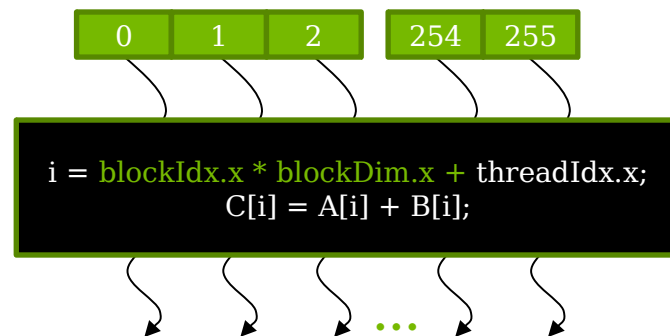 0 1 2 254 255
i = blockIdx.x * blockDim.x + threadIdx.x;
C[i] = A[i] + B[i];
...